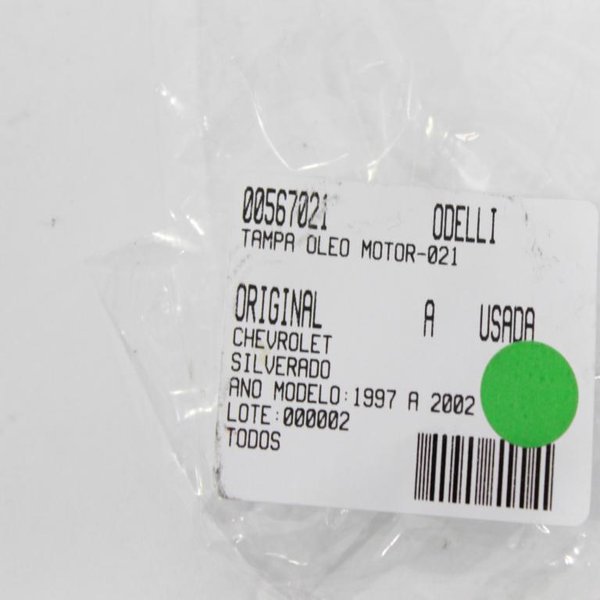 00567021 ODELLI
TAMPA OLEO MOTOR-021
ORIGINAL A USADA
CHEVROLET
SILVERADO
ANO MODELO:1997 A 2002
LOTE:000002
TODOS